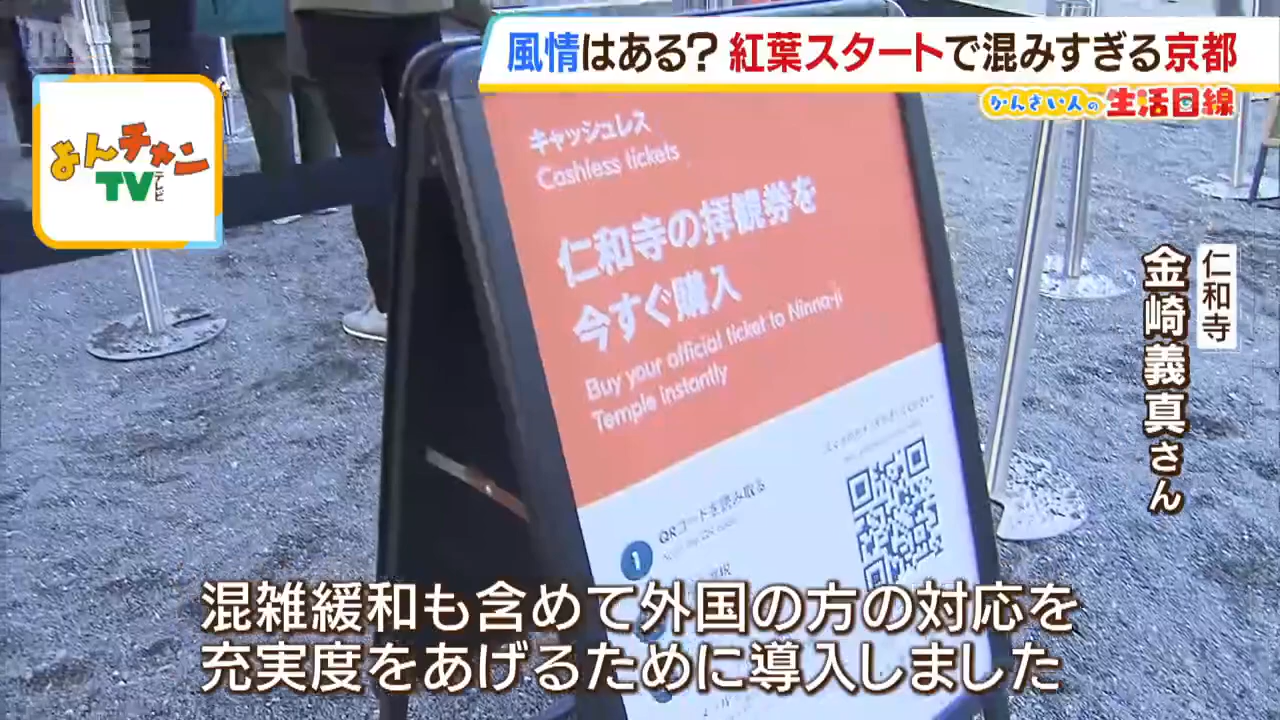 風情はある？紅葉スタートで混みすぎる京都
かんさい人の生活目線
よんチャン
TVテレビ
キャッシュレス
Cashless tickets
仁和寺の拝観券を
今すぐ購入
Buy your official ticket to Ninna-ji
Temple instantly
1
QRコードを読み取る
仁和寺
金崎義真さん
混雑緩和も含めて外国の方の対応を
充実度をあげるために導入しました